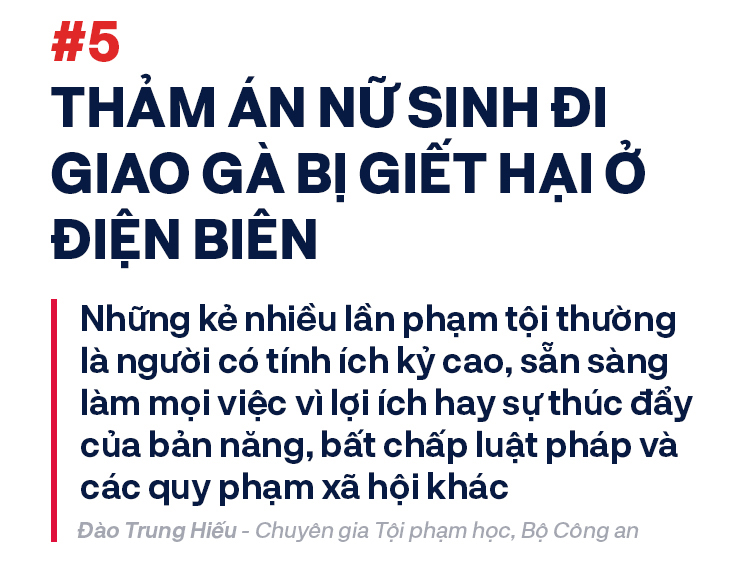 #5
THẢM ÁN NỮ SINH ĐI
GIAO GÀ BỊ GIẾT HẠI Ở
ĐIỆN BIÊN
Những kẻ nhiều lần phạm tội thường
là người có tính ích kỷ cao, sẵn sàng
làm mọi việc vì lợi ích hay sự thúc đẩy
của bản năng, bất chấp luật pháp và
các quy phạm xã hội khác
Đào Trung Hiếu - Chuyên gia Tội phạm học, Bộ Công an